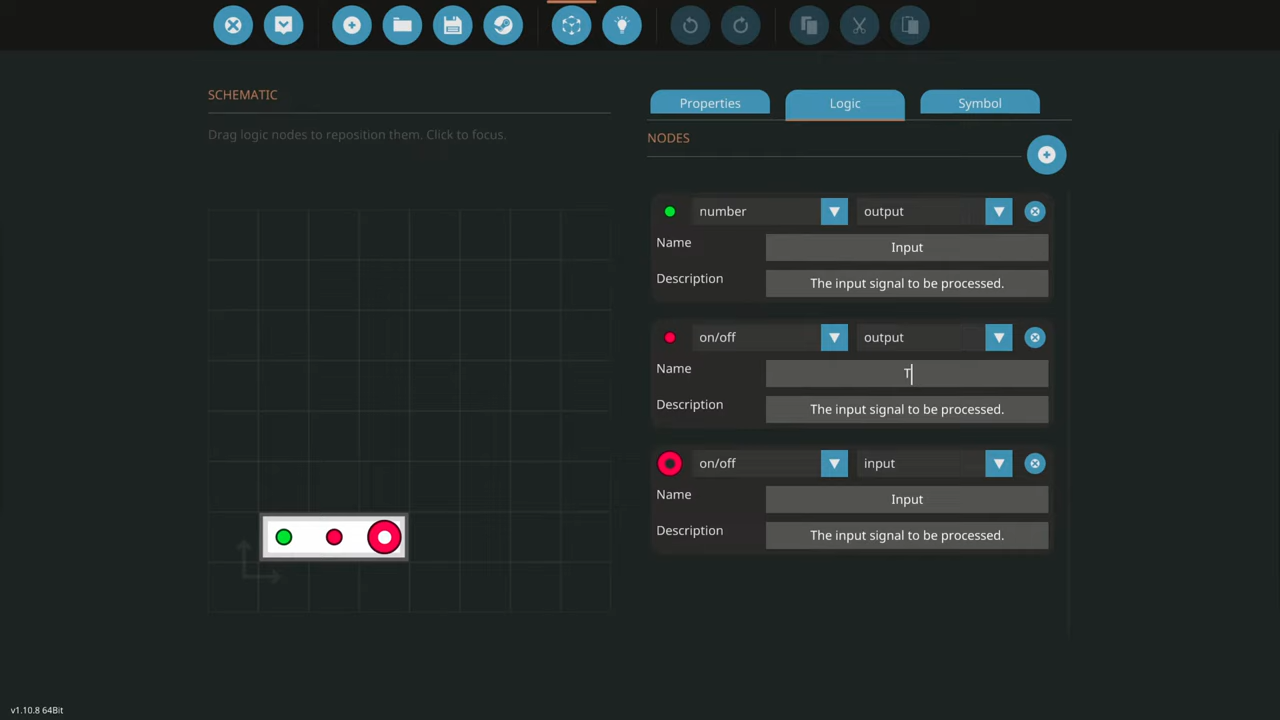 SCHEMATIC
Drag logic nodes to reposition them. Click to focus.
Properties
Logic
Symbol
NODES
number
output
Name
Input
Description
The input signal to be processed.
on/off
output
Name
T
Description
The input signal to be processed.
on/off
input
Name
Input
Description
The input signal to be processed.
v1.10.8 64Bit